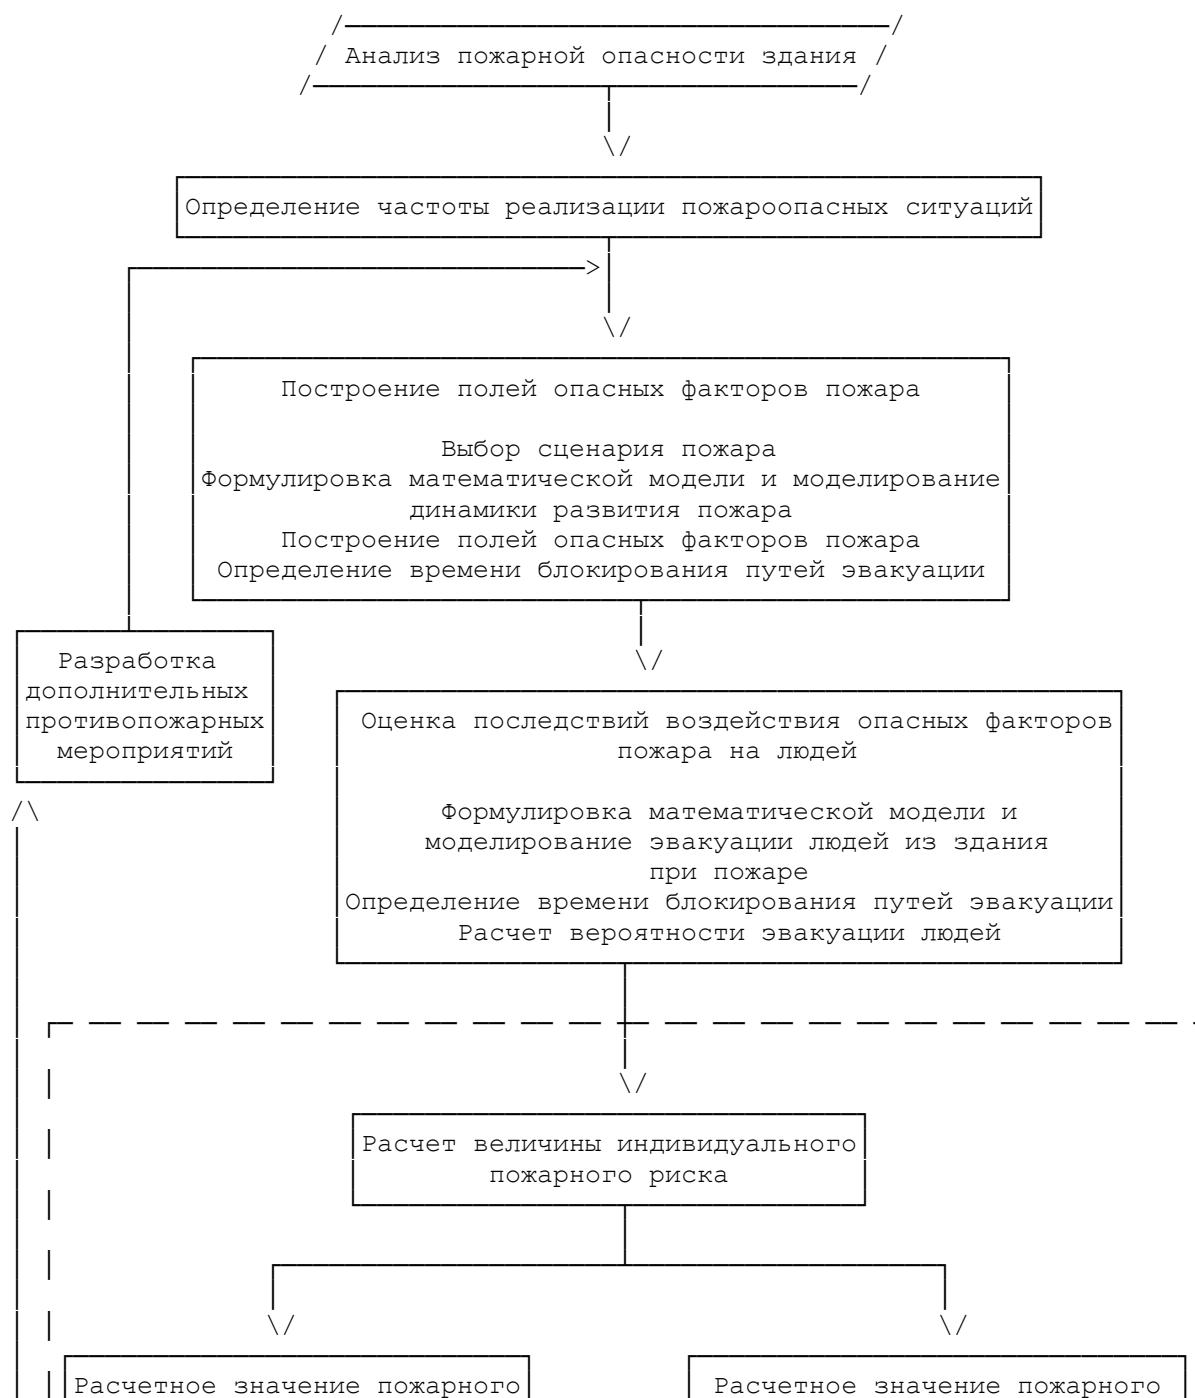 Анализ пожарной опасности здания
Определение частоты реализации пожароопасных ситуаций
Построение полей опасных факторов пожара
Выбор сценария пожара
Формулировка математической модели и моделирование
динамики развития пожара
Построение полей опасных факторов пожара
Определение времени блокирования путей эвакуации
Разработка
дополнительных
противопожарных
мероприятий
Оценка последствий воздействия опасных факторов
пожара на людей
Формулировка математической модели и
моделирование эвакуации людей из здания
при пожаре
Определение времени блокирования путей эвакуации
Расчет вероятности эвакуации людей
Расчет величины индивидуального
пожарного риска
Расчетное значение пожарного
Расчетное значение пожарного